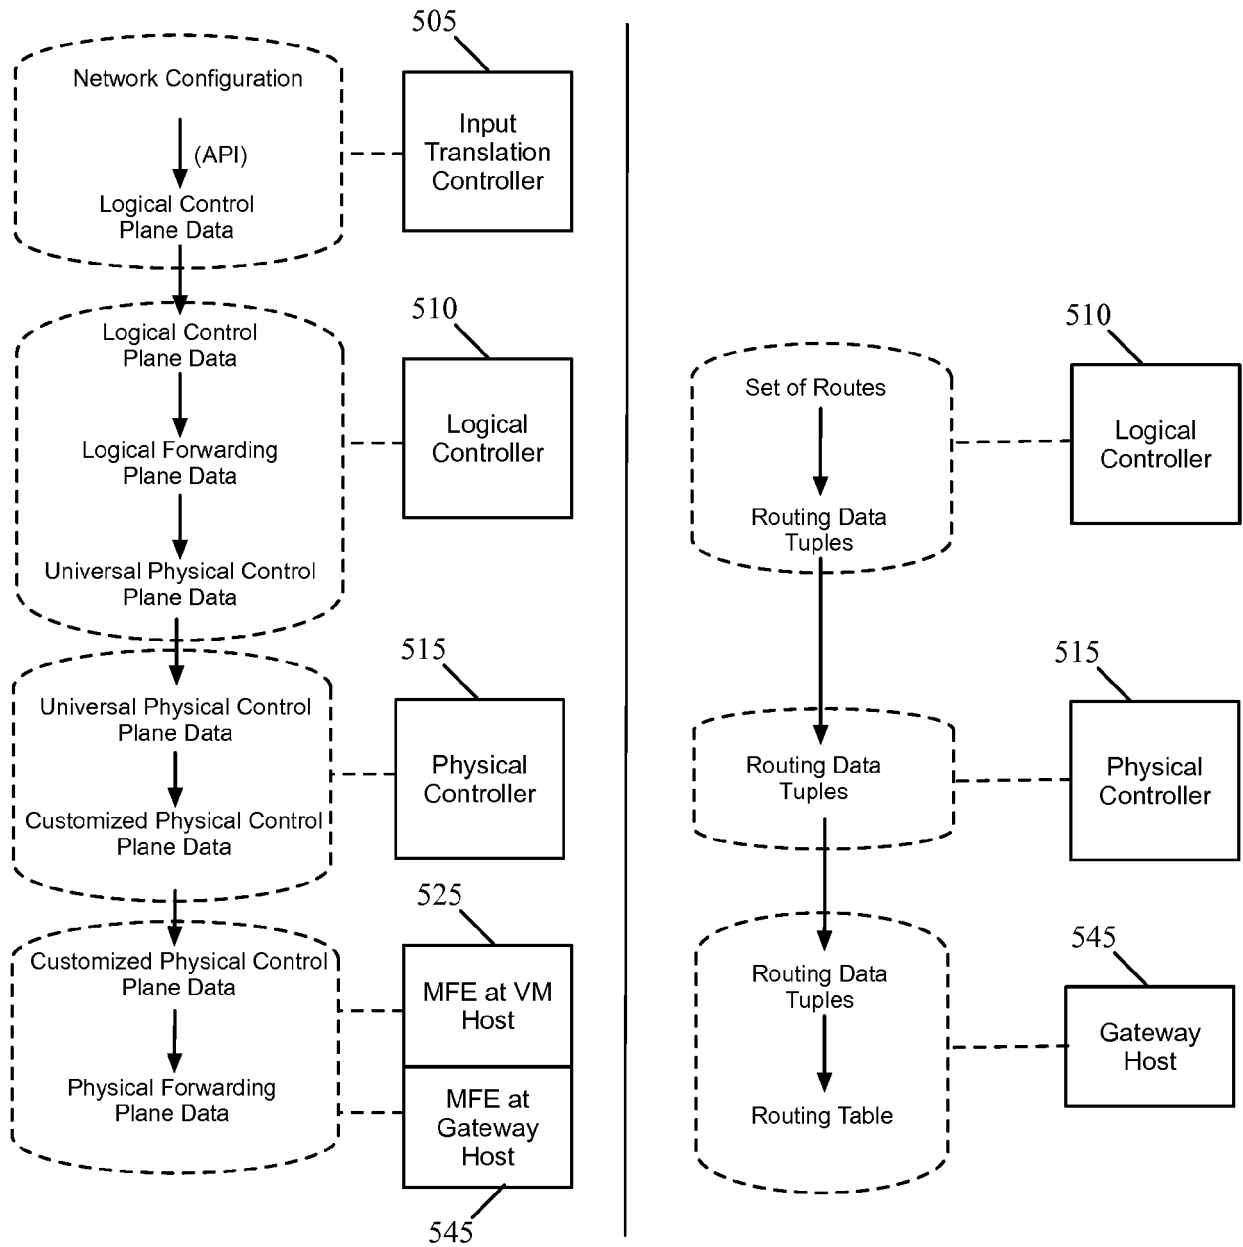 505
Network Configuration
(API)
Logical Control
Plane Data
Input
Translation
Controller
510
Logical Control
Plane Data
Logical Forwarding
Plane Data
Universal Physical Control
Plane Data
Logical
Controller
515
Universal Physical Control
Plane Data
Customized Physical Control
Plane Data
Physical
Controller
525
Customized Physical Control
Plane Data
Physical Forwarding
Plane Data
MFE at VM
Host
MFE at
Gateway
Host
545
510
Set of Routes
Routing Data
Tuples
Logical
Controller
515
Routing Data
Tuples
Physical
Controller
545
Routing Data
Tuples
Routing Table
Gateway
Host